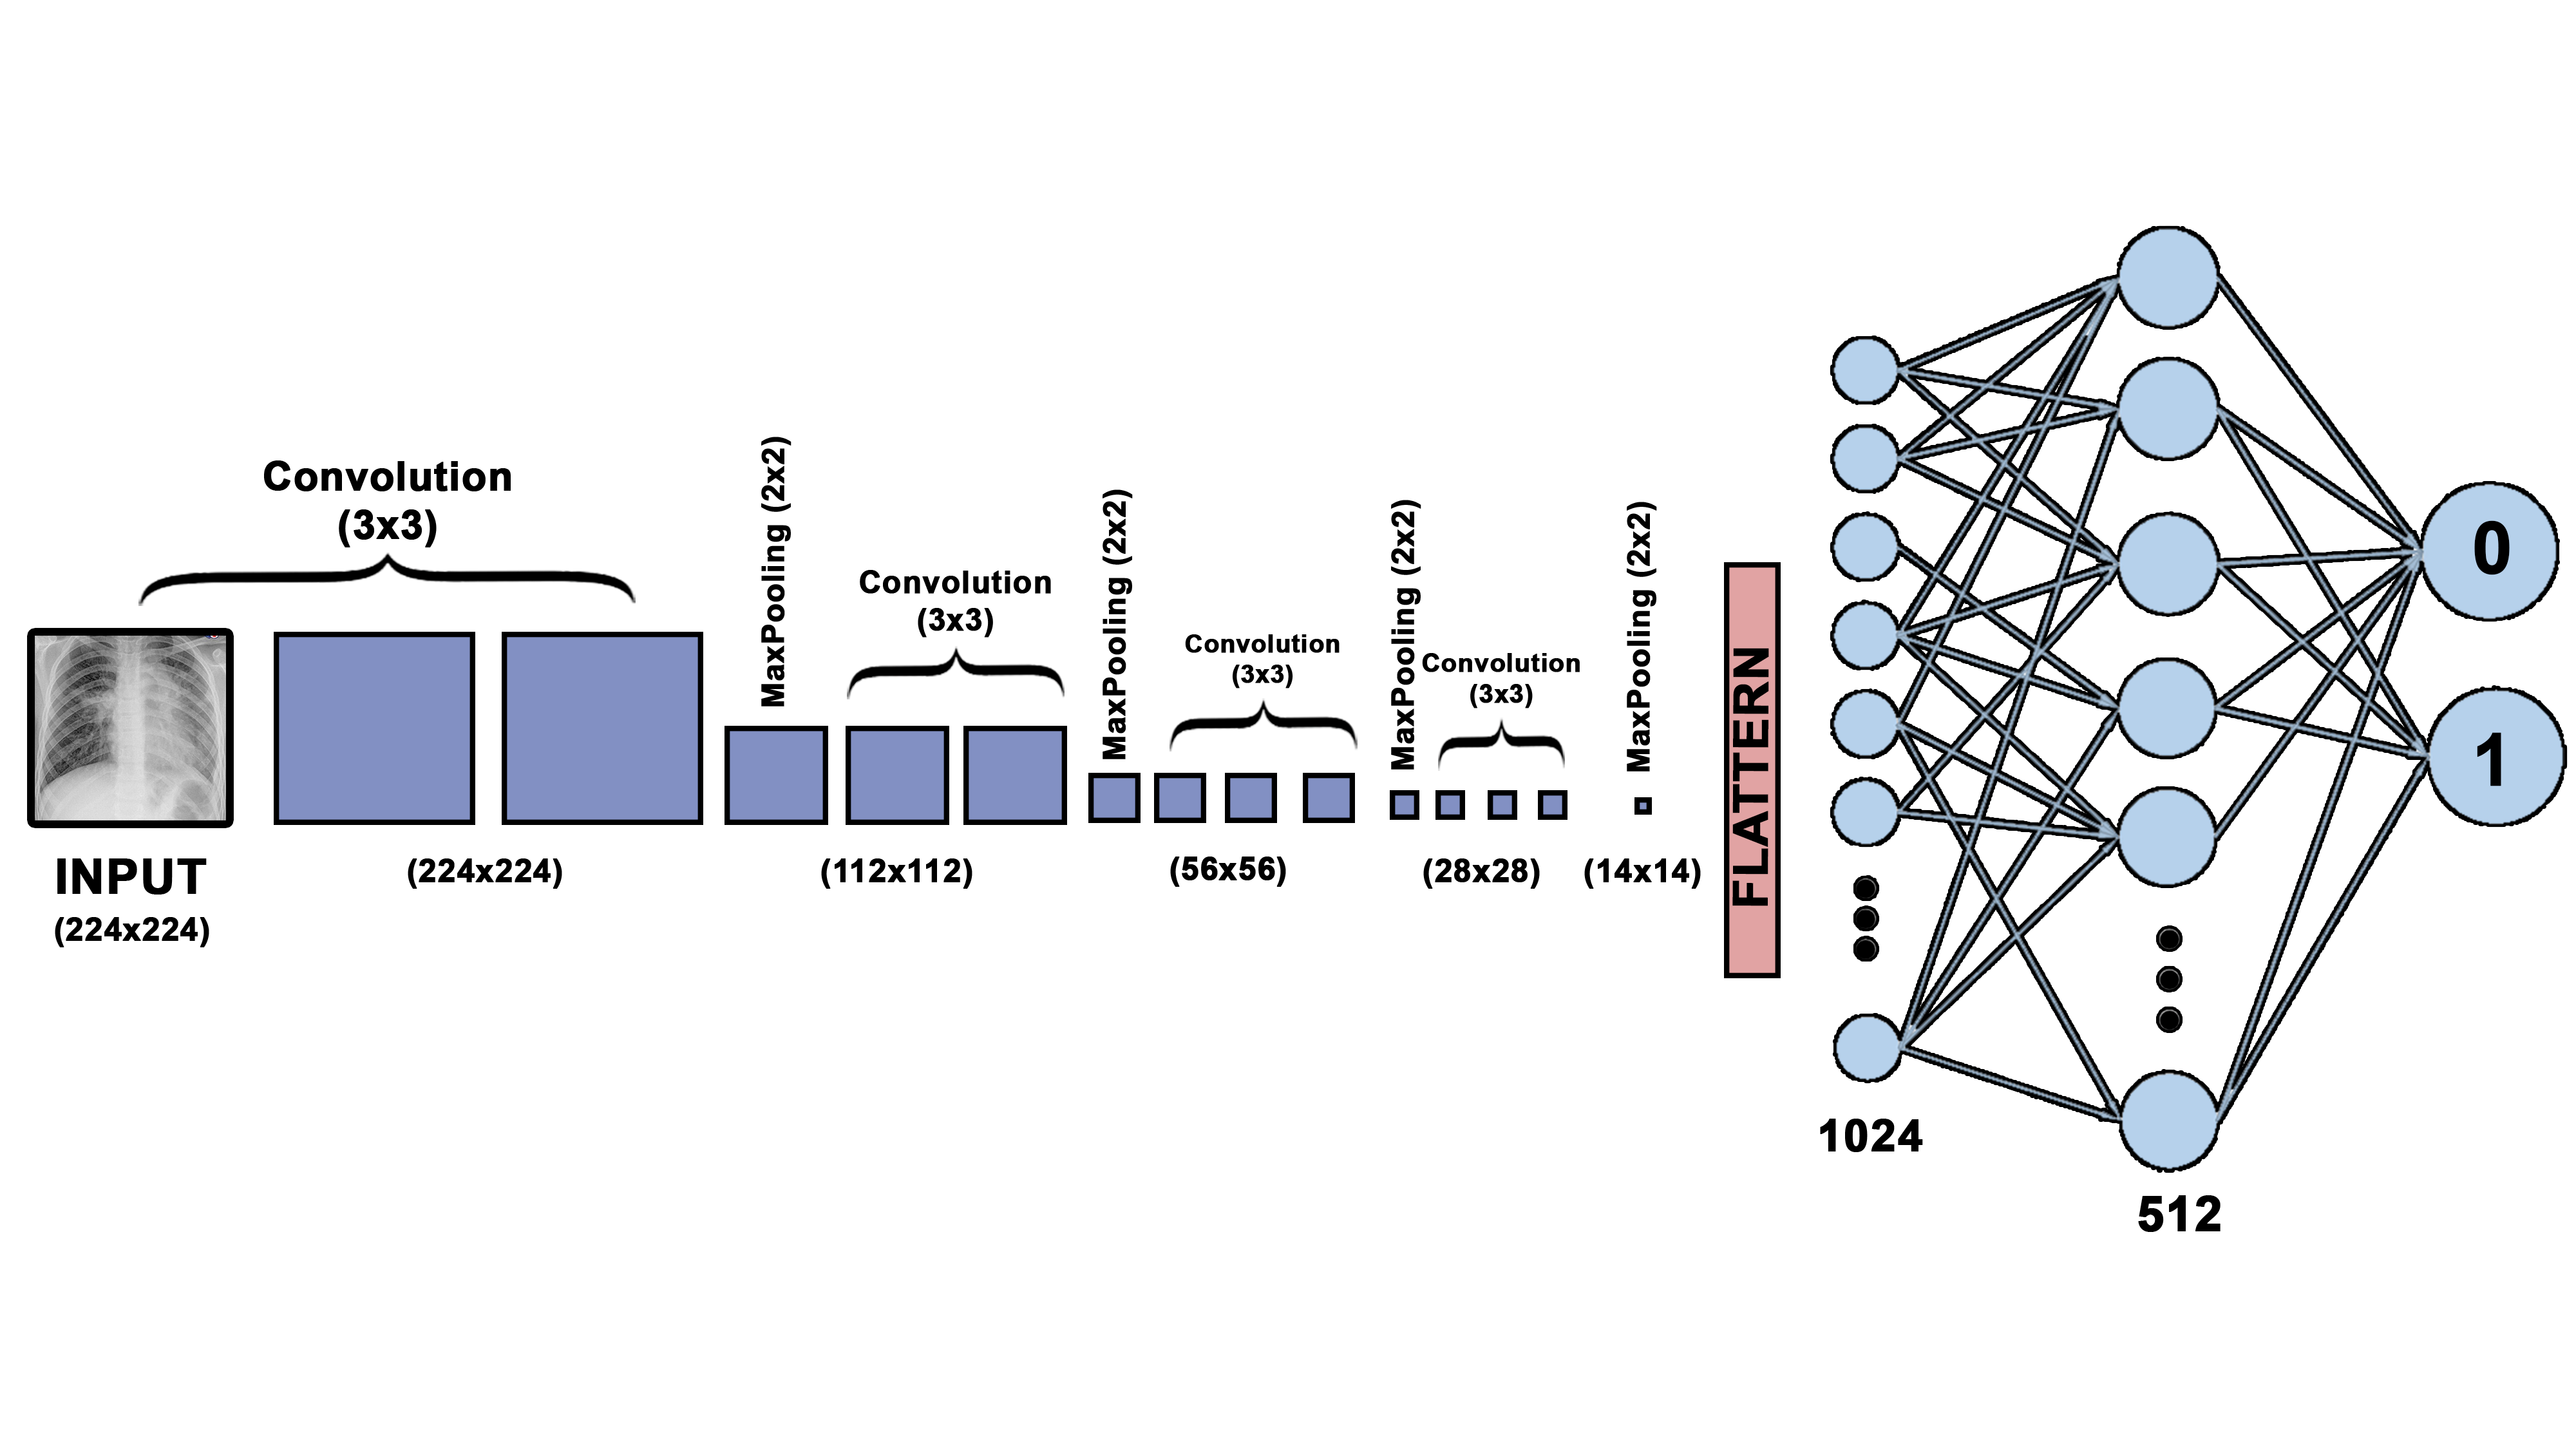 Convolution
(3x3)
INPUT
(224x224)
(224x224)
MaxPooling (2x2)
Convolution
(3x3)
(112x112)
MaxPooling (2x2)
Convolution
(3x3)
(56x56)
MaxPooling (2x2)
Convolution
(3x3)
(28x28)
MaxPooling (2x2)
(14x14)
FLATTERN
1024
512
0
1